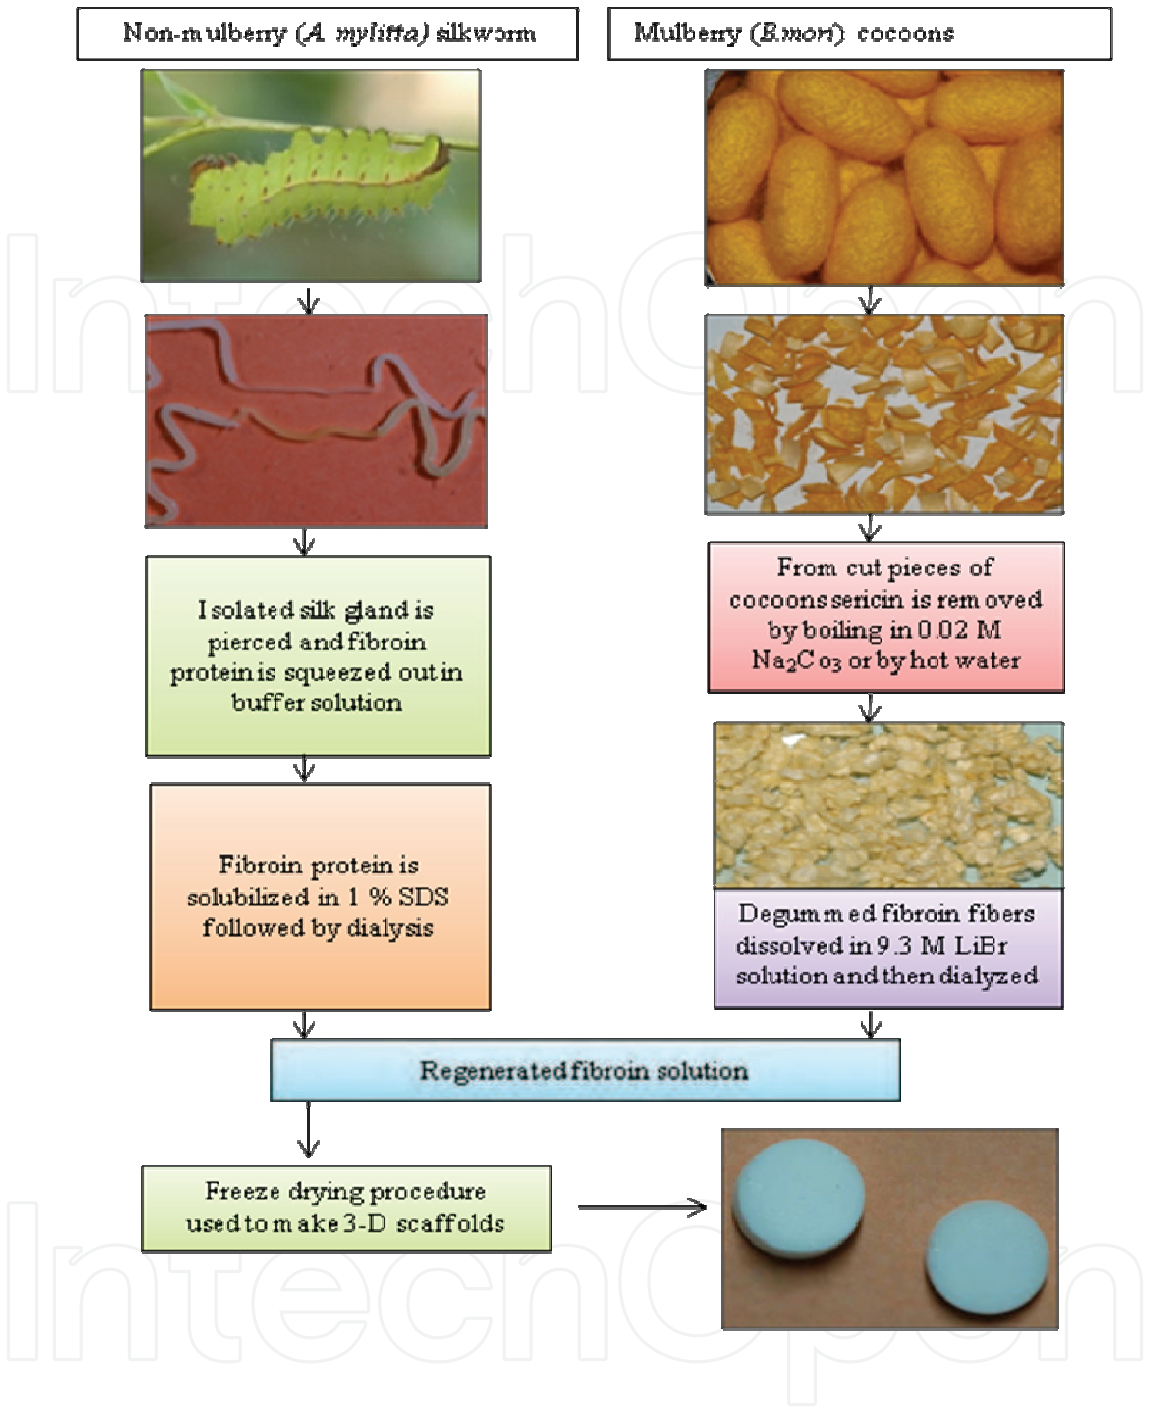 Non-mulberry (A. mylitta) silkworm
Mulberry (B.mori) cocoons
Isolated silk gland is
pierced and fibroin
protein is squeezed out in
buffer solution
From cut pieces of
cocoons sericin is removed
by boiling in 0.02 M
Na₂Co₃ or by hot water
Fibroin protein is
solubilized in 1 % SDS
followed by dialysis
Degummed fibroin fibers
dissolved in 9.3 M LiBr
solution and then dialyzed
Regenerated fibroin solution
Freeze drying procedure
used to make 3-D scaffolds
IntechOpen
IntechOpen